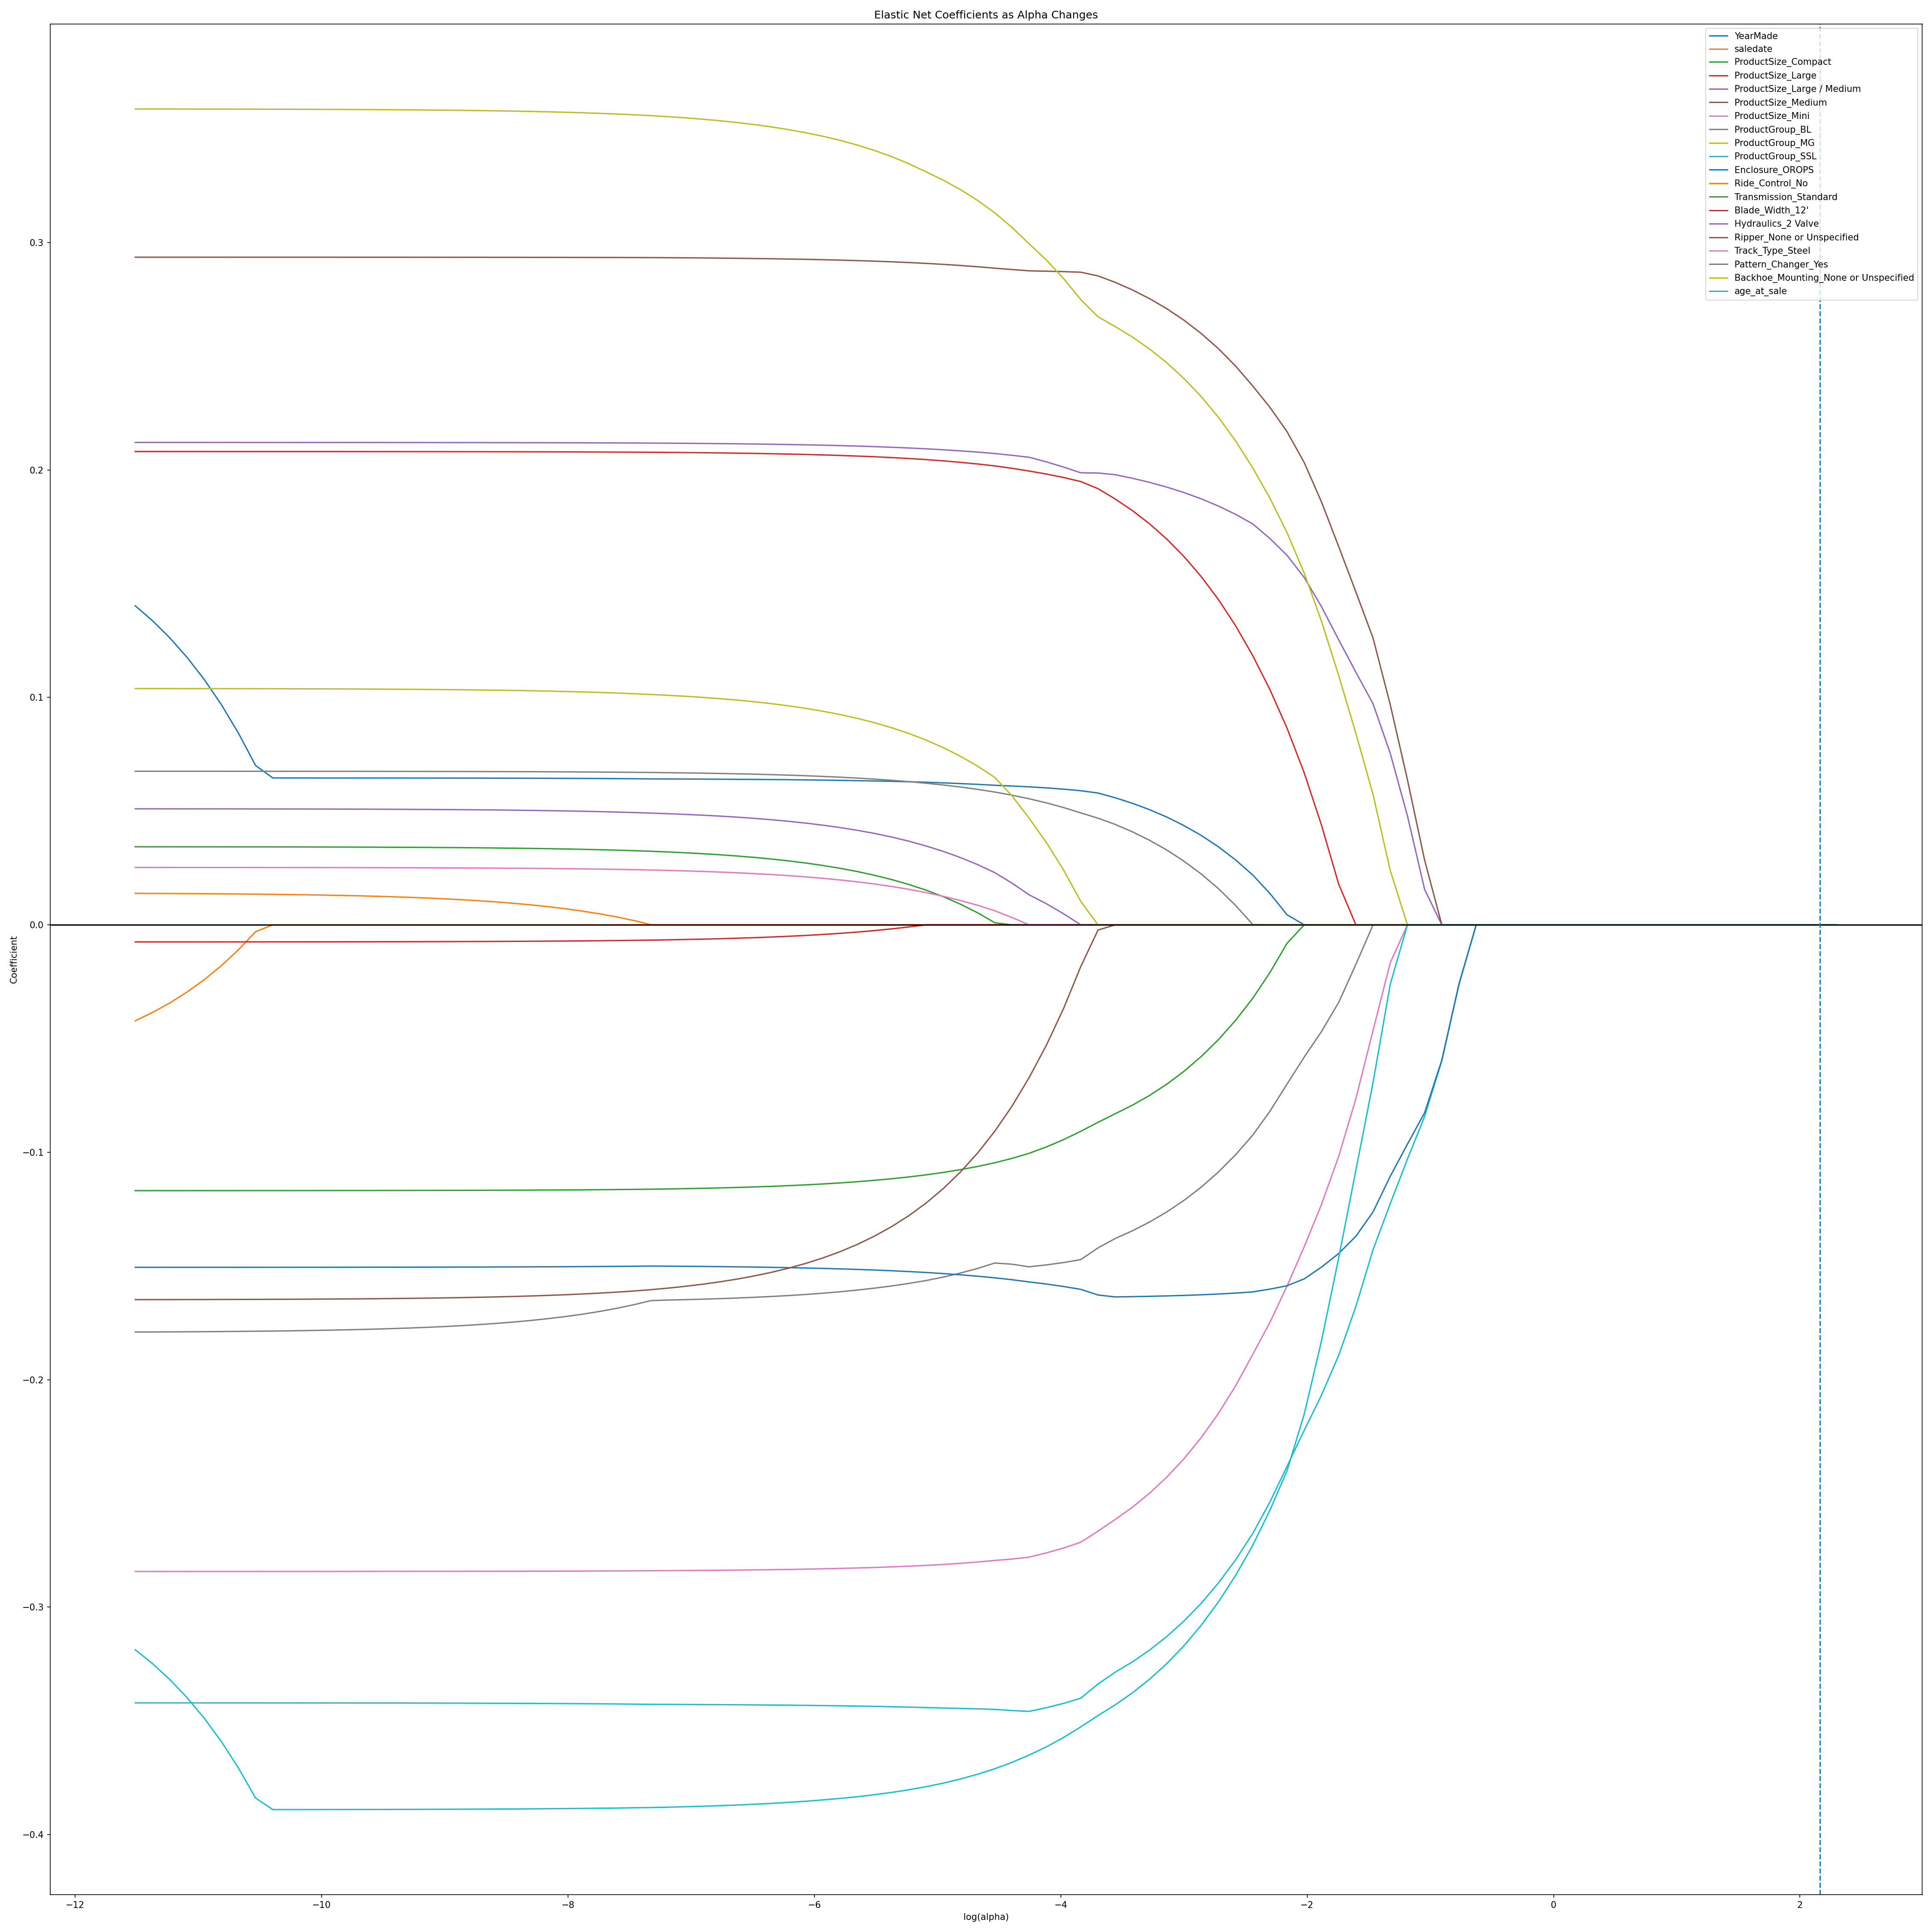 Elastic Net Coefficients as Alpha Changes
YearMade
saledate
ProductSize_Compact
ProductSize_Large
ProductSize_Large / Medium
ProductSize_Medium
ProductSize_Mini
ProductGroup_BL
ProductGroup_MG
ProductGroup_SSL
Enclosure_OROPS
Ride_Control_No
Transmission_Standard
Blade_Width_12'
Hydraulics_2 Valve
Ripper_None or Unspecified
Track_Type_Steel
Pattern_Changer_Yes
Backhoe_Mounting_None or Unspecified
age_at_sale
0.3
0.2
0.1
0.0
−0.1
−0.2
−0.3
−0.4
Coefficient
−12 −10 −8 −6 −4 −2 0 2
log(alpha)